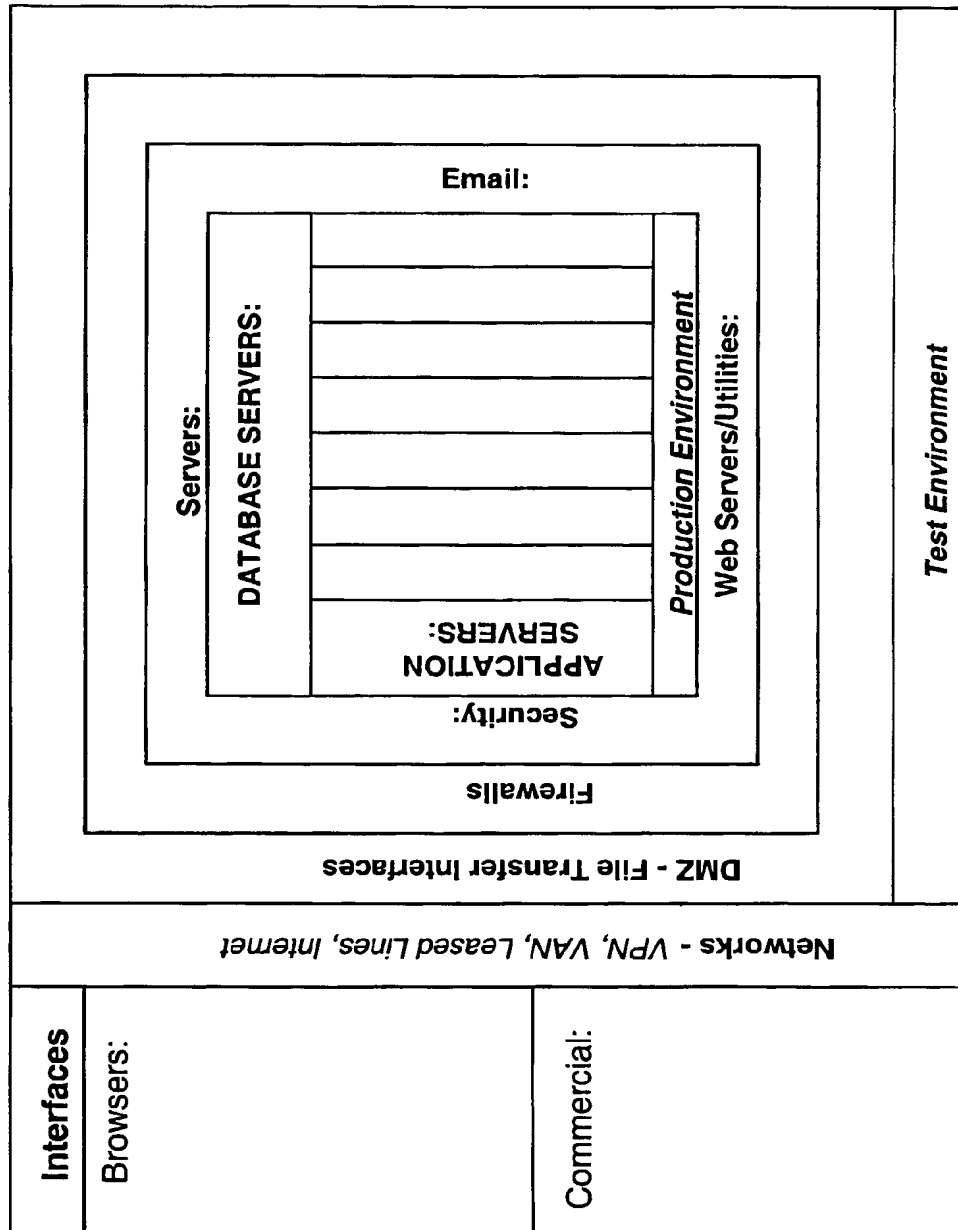 Interfaces
Browsers:
Commercial:
Networks - VPN, VAN, Leased Lines, Internet
DMZ - File Transfer Interfaces
Firewalls
Security:
Servers:
DATABASE SERVERS:
APPLICATION
SERVERS:
Production Environment
Web Servers/Utilities:
Email:
Test Environment